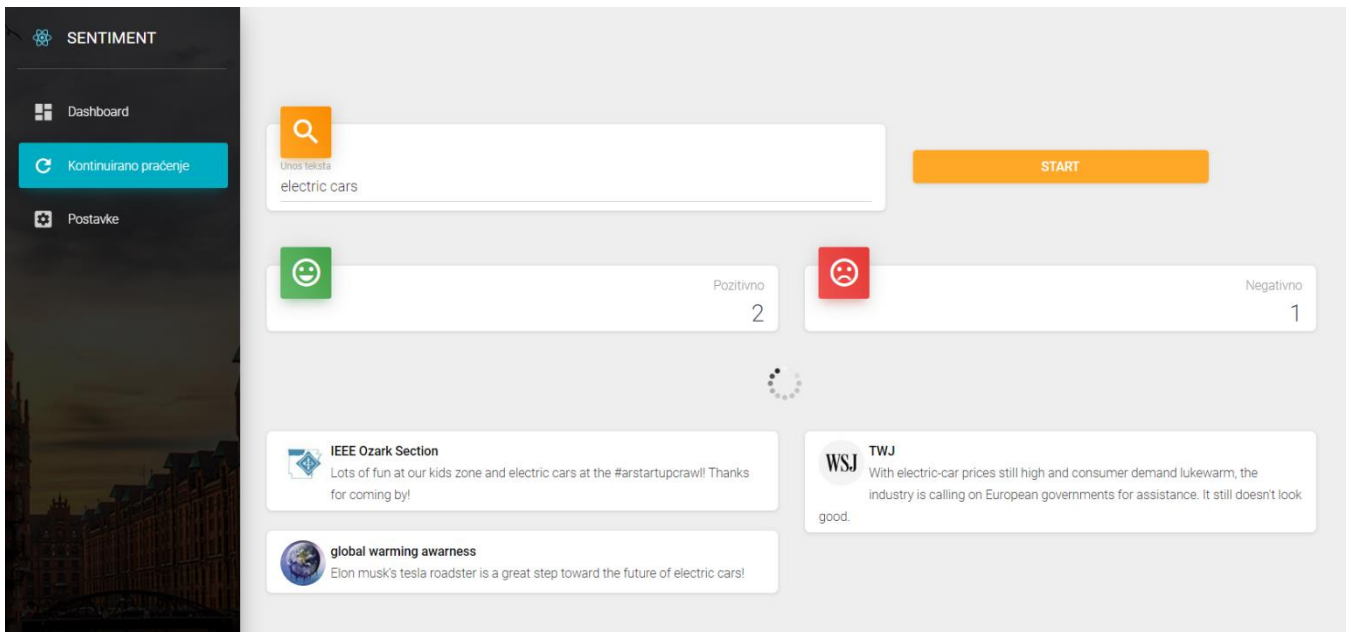 SENTIMENT
Dashboard
Kontinuirano praćenje
Postavke
Unos teksta
electric cars
START
Pozitivno
2
Negativno
1
IEEE Ozark Section
Lots of fun at our kids zone and electric cars at the #arstartupcrawl! Thanks
for coming by!
global warming awarness
Elon musk's tesla roadster is a great step toward the future of electric cars!
WSJ
TWJ
With electric-car prices still high and consumer demand lukewarm, the
industry is calling on European governments for assistance. It still doesn't look
good.